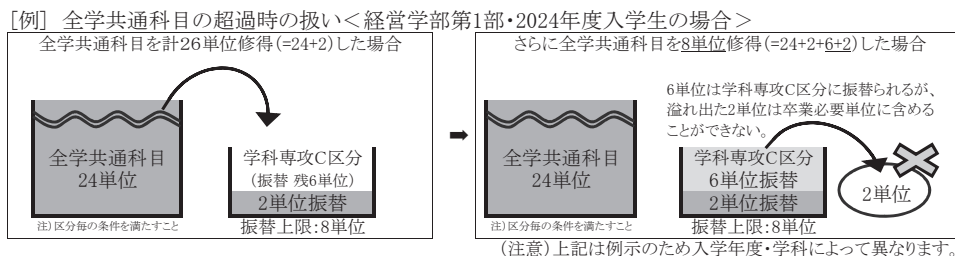 [例] 全学共通科目の超過時の扱い＜経営学部第1部・2024年度入学生の場合＞
全学共通科目を計26単位修得(=24+2)した場合
全学共通科目
24単位
注)区分毎の条件を満たすこと
学科専攻C区分
(振替 残6単位)
2単位振替
振替上限：8単位
さらに全学共通科目を8単位修得(=24+2+6+2)した場合
6単位は学科専攻C区分に振替られるが、
溢れ出た2単位は卒業必要単位に含める
ことができない。
全学共通科目
24単位
注)区分毎の条件を満たすこと
学科専攻C区分
6単位振替
2単位振替
振替上限：8単位
2単位
(注意)上記は例示のため入学年度・学科によって異なります。